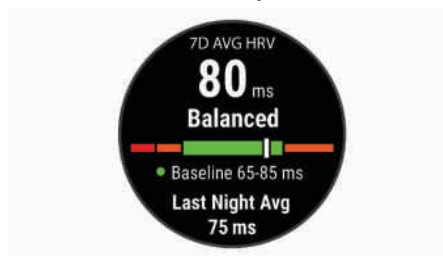 7D AVG HRV
80 ms
Balanced
Baseline 65-85 ms
Last Night Avg
75 ms